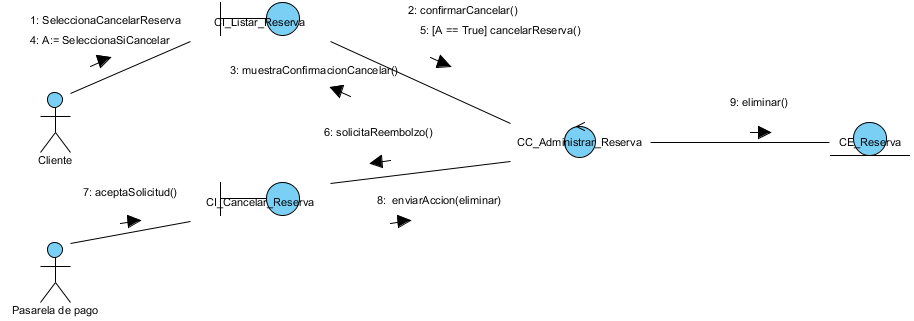 1: SeleccionaCancelarReserva
4: A:= SeleccionaSiCancelar
CI_Listar_Reserva
2: confirmarCancelar()
5: [A == True] cancelarReserva()
3: muestraConfirmacionCancelar()
Cliente
9: eliminar()
6: solicitaReembolzo()
CC_Administrar_Reserva
CE_Reserva
7: aceptaSolicitud()
CI_Cancelar_Reserva
8: enviarAccion(eliminar)
Pasarela de pago